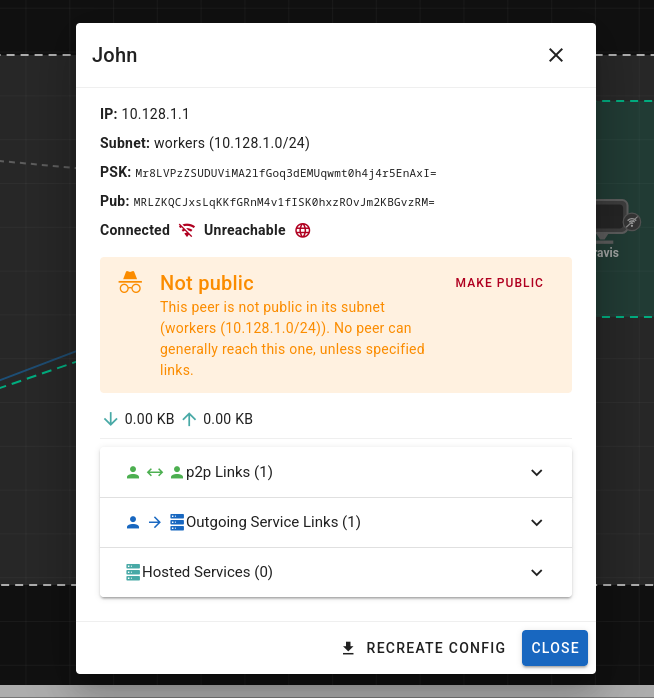 John
IP: 10.128.1.1
Subnet: workers (10.128.1.0/24)
PSK: Mr8LVPzZSUDUViMA2lfGoq3dEMUqwmt0h4j4r5EnAxI=
Pub: MRLZKQCJxsLqKKfGRnM4v1fISK0hxzROvJm2KBGvzRM=
Connected Unreachable
Not public
MAKE PUBLIC
This peer is not public in its subnet
(workers (10.128.1.0/24)). No peer can
generally reach this one, unless specified
links.
0.00 KB 0.00 KB
p2p Links (1)
Outgoing Service Links (1)
Hosted Services (0)
RECREATE CONFIG
CLOSE